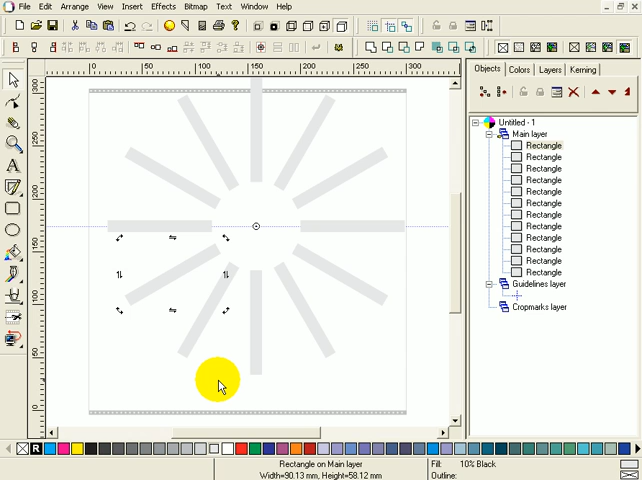 File Edit Arrange View Insert Effects Bitmap Text Window Help
0 50 100 150 200 250 300
300
250
200
150
100
50
0
Objects Colors Layers Kerning
Untitled - 1
Main layer
Rectangle
Rectangle
Rectangle
Rectangle
Rectangle
Rectangle
Rectangle
Rectangle
Rectangle
Rectangle
Rectangle
Rectangle
Guidelines layer
Cropmarks layer
R
Rectangle on Main layer
Width=90.13 mm, Height=58.12 mm
Fill: 10% Black
Outline: